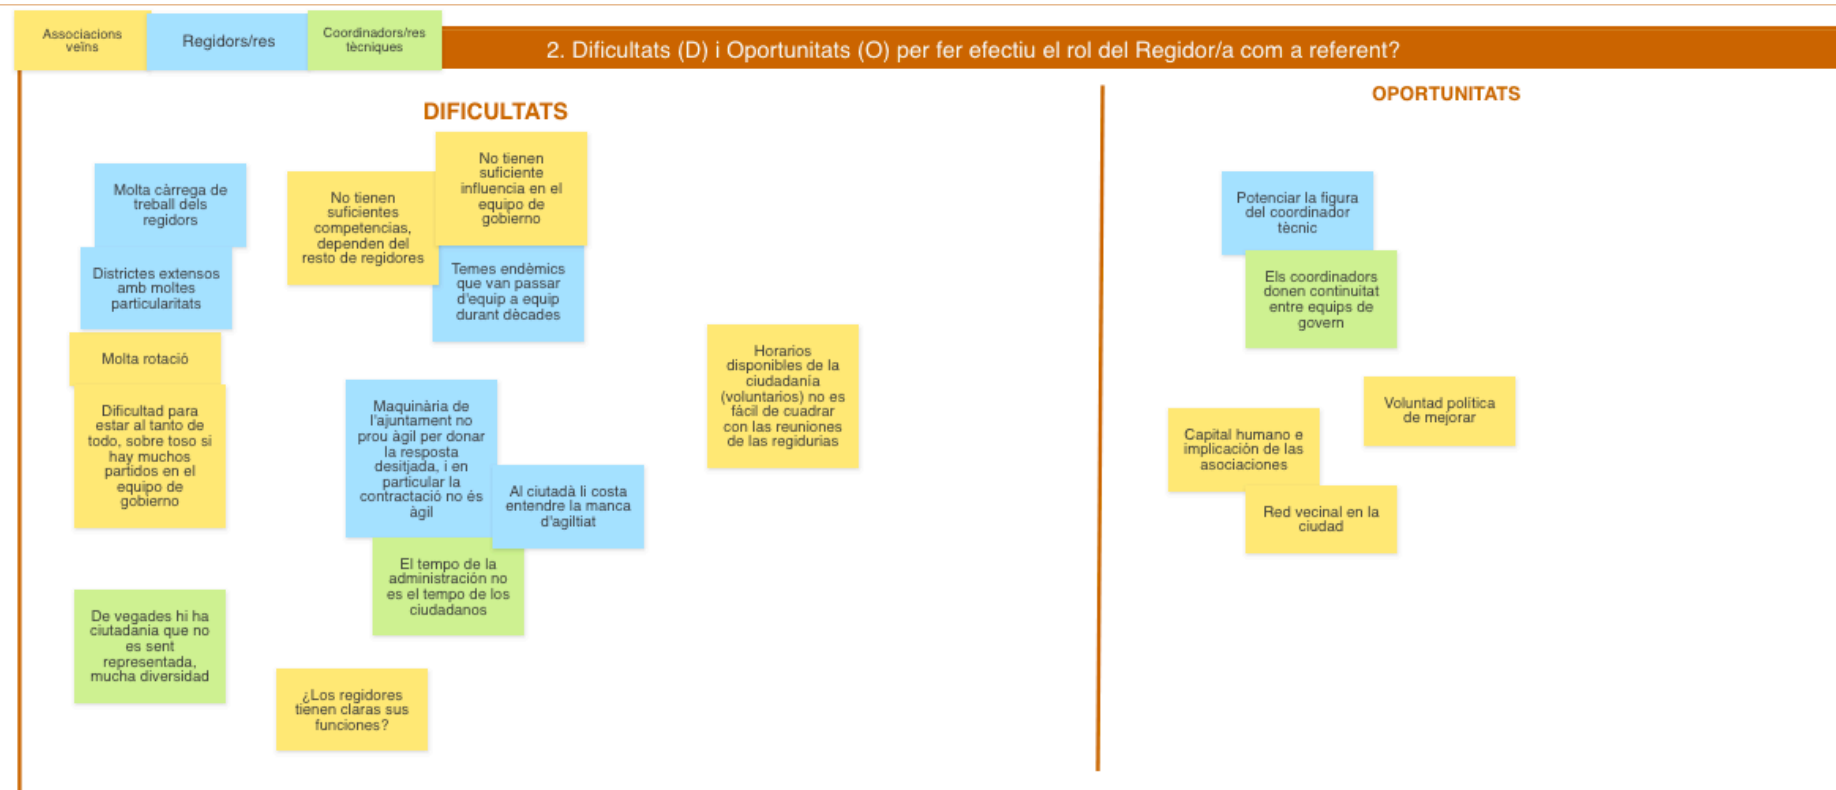 Associacions
veïns
Regidors/res
Coordinadors/res
tècniques
2. Dificultats (D) i Oportunitats (O) per fer efectiu el rol del Regidor/a com a referent?
DIFICULTATS
Molta càrrega de
treball dels
regidors
Districtes extensos
amb moltes
particularitats
Molta rotació
Dificultad para
estar al tanto de
todo, sobre toso si
hay muchos
partidos en el
equipo de
gobierno
De vegades hi ha
ciutadania que no
es sent
representada,
mucha diversidad
No tienen
suficientes
competencias,
dependen del
resto de regidores
No tienen
suficiente
influencia en el
equipo de
gobierno
Temes endèmics
que van passar
d'equip a equip
durant dècades
Maquinària de
l'ajuntament no
prou àgil per donar
la resposta
desitjada, i en
particular la
contractació no és
àgil
Al ciutadà li costa
entendre la manca
d'agiltiat
El tempo de la
administración no
es el tempo de los
ciudadanos
¿Los regidores
tienen claras sus
funciones?
Horarios
disponibles de la
ciudadanía
(voluntarios) no es
fácil de cuadrar
con las reuniones
de las regidurias
OPORTUNITATS
Potenciar la figura
del coordinador
tècnic
Els coordinadors
donen continuitat
entre equips de
govern
Voluntad política
de mejorar
Capital humano e
implicación de las
asociaciones
Red vecinal en la
ciudad